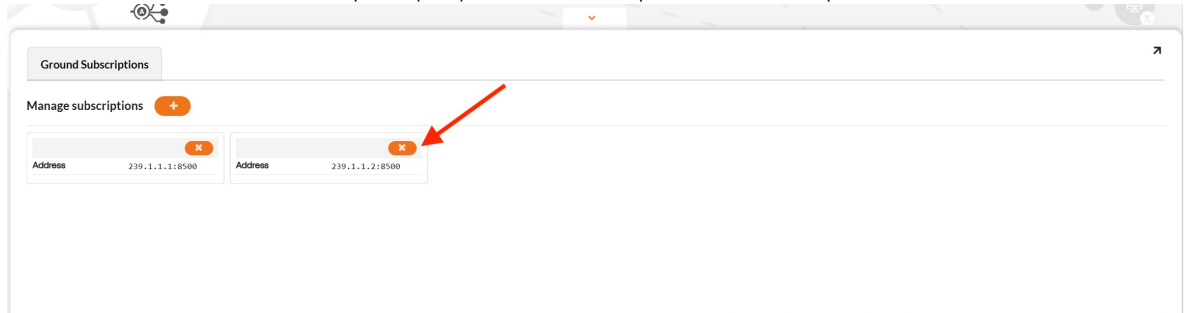 Ground Subscriptions
Manage subscriptions +
Address 239.1.1.1:8500 Address 239.1.1.2:8500